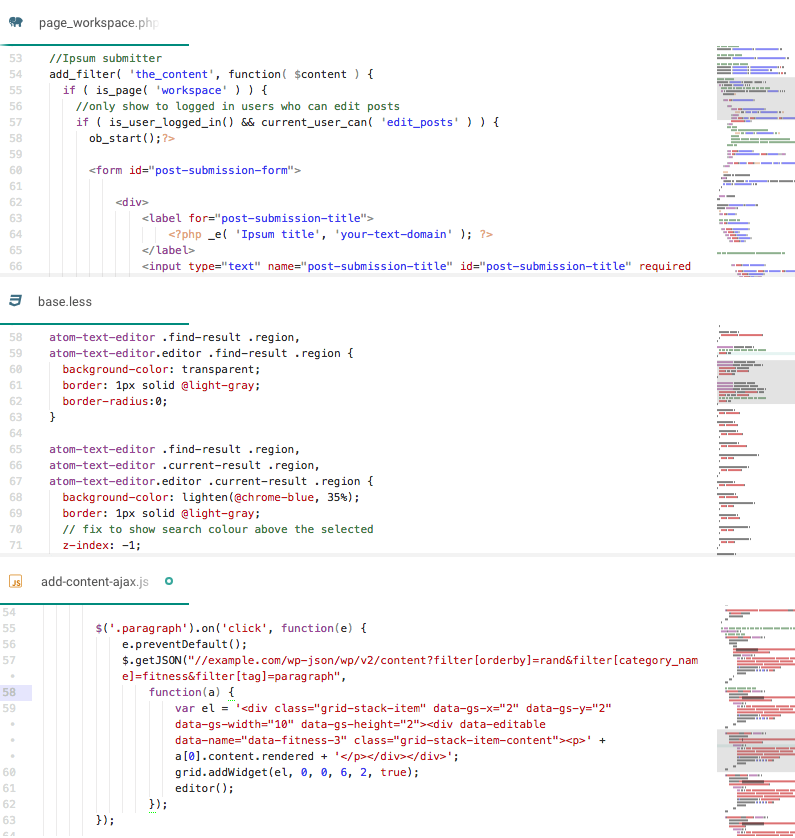 page_workspace.php
53 //Ipsum submitter
54 add_filter( 'the_content', function( $content ) {
55 if ( is_page( 'workspace' ) ) {
56 //only show to logged in users who can edit posts
57 if ( is_user_logged_in() && current_user_can( 'edit_posts' ) ) {
58 ob_start();?>
59
60 <form id="post-submission-form">
61
62 <div>
63 <label for="post-submission-title">
64 <?php _e( 'Ipsum title', 'your-text-domain' ); ?>
65 </label>
66 <input type="text" name="post-submission-title" id="post-submission-title" required
base.less
58 atom-text-editor .find-result .region,
59 atom-text-editor.editor .find-result .region {
60 background-color: transparent;
61 border: 1px solid @light-gray;
62 border-radius:0;
63 }
64
65 atom-text-editor .find-result .region,
66 atom-text-editor .current-result .region,
67 atom-text-editor.editor .current-result .region {
68 background-color: lighten(@chrome-blue, 35%);
69 border: 1px solid @light-gray;
70 // fix to show search colour above the selected
71 z-index: -1;
JS add-content-ajax.js
54
55 $('.paragraph').on('click', function(e) {
56 e.preventDefault();
57 $.getJSON("//example.com/wp-json/wp/v2/content?filter[orderby]=rand&filter[category_nam
• e]=fitness&filter[tag]=paragraph",
58 function(a) {
59 var el = '<div class="grid-stack-item" data-gs-x="2" data-gs-y="2"
• data-gs-width="10" data-gs-height="2"><div data-editable
• data-name="data-fitness-3" class="grid-stack-item-content"><p>' +
• a[0].content.rendered + '</p></div></div>';
60 grid.addWidget(el, 0, 0, 6, 2, true);
61 editor();
62 });
63 });
64